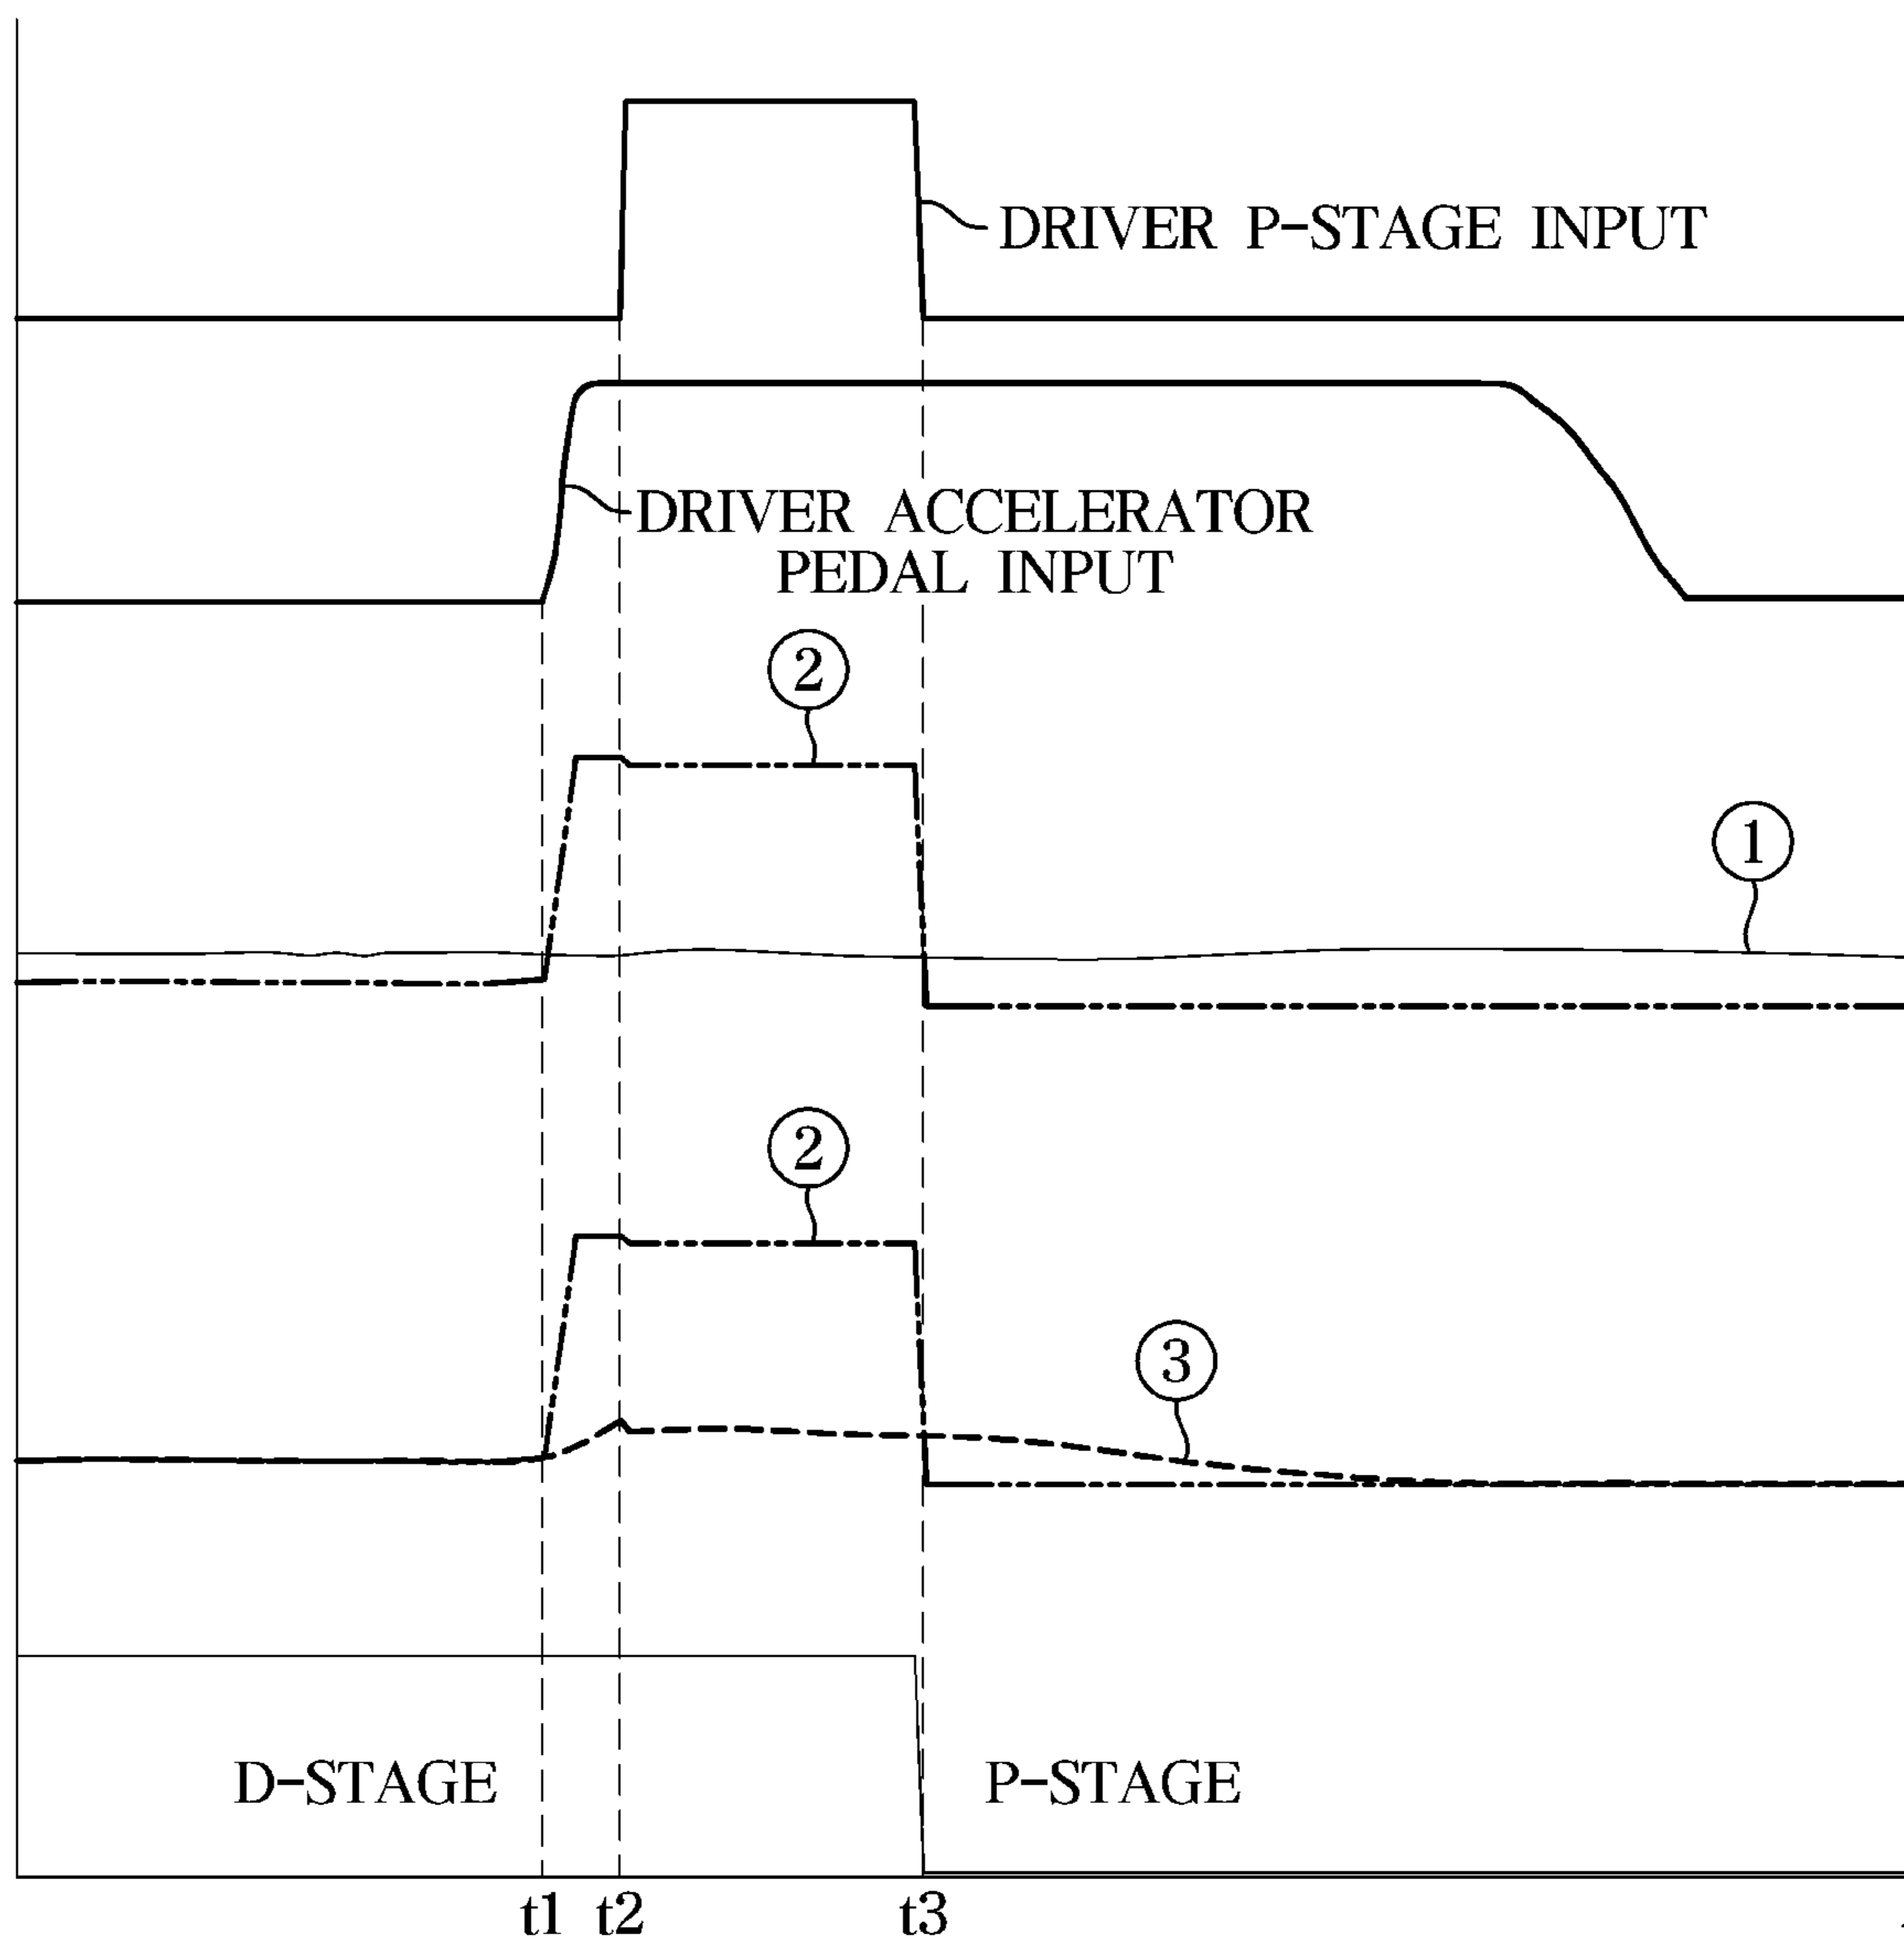 DRIVER P-STAGE INPUT
DRIVER ACCELERATOR
PEDAL INPUT
②
①
②
③
D-STAGE
P-STAGE
t1
t2
t3